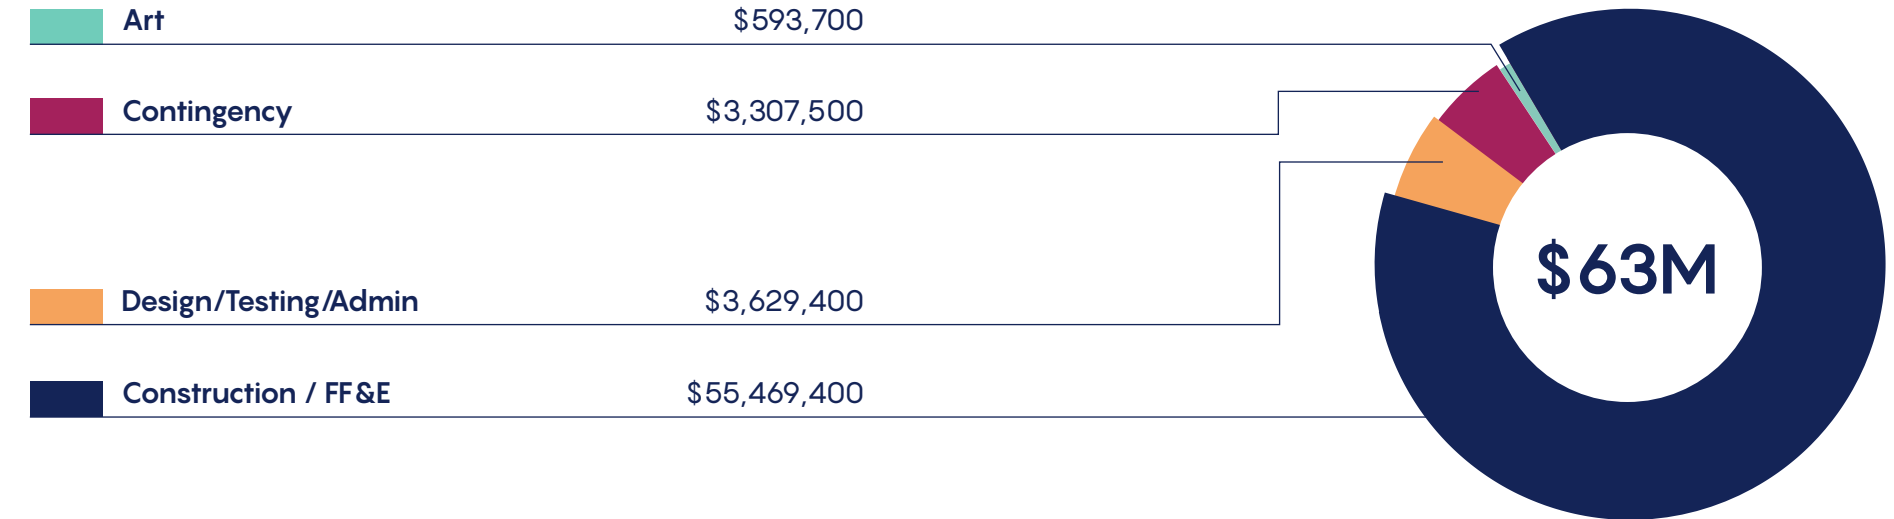 Art $593,700
Contingency $3,307,500
Design/Testing/Admin $3,629,400
Construction / FF&E $55,469,400
$63M